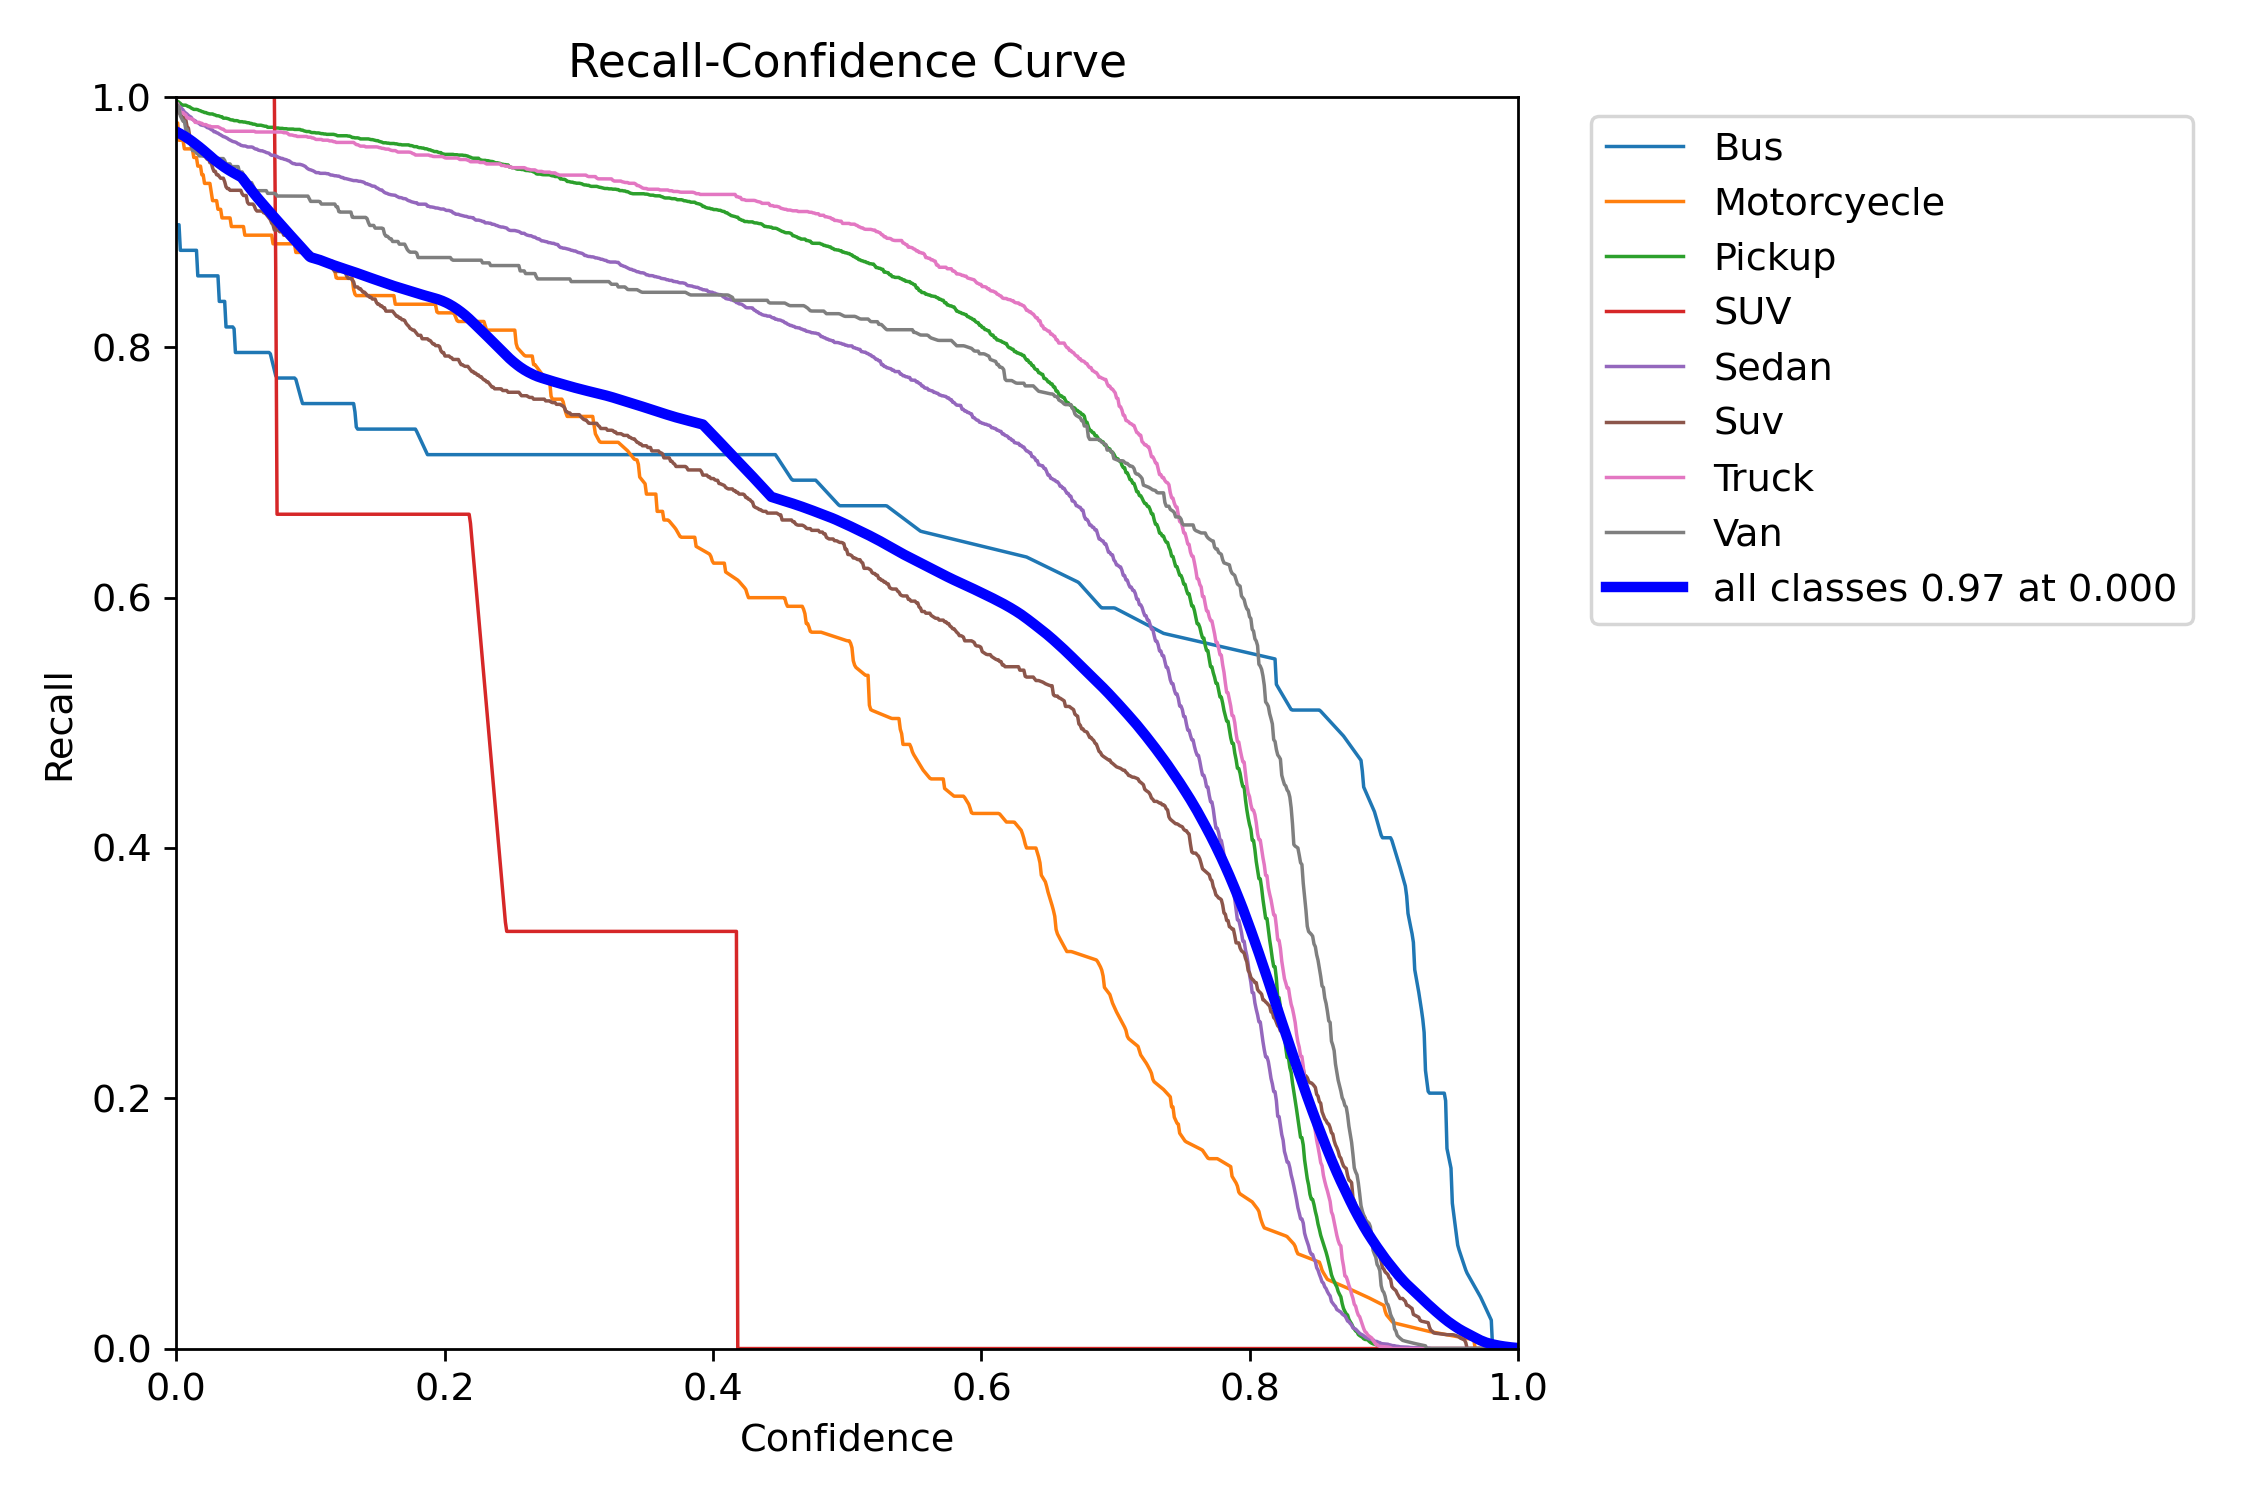 Recall-Confidence Curve
1.0
0.8
0.6
0.4
0.2
0.0
Recall
0.0 0.2 0.4 0.6 0.8 1.0
Confidence
Bus
Motorcyecle
Pickup
SUV
Sedan
Suv
Truck
Van
all classes 0.97 at 0.000